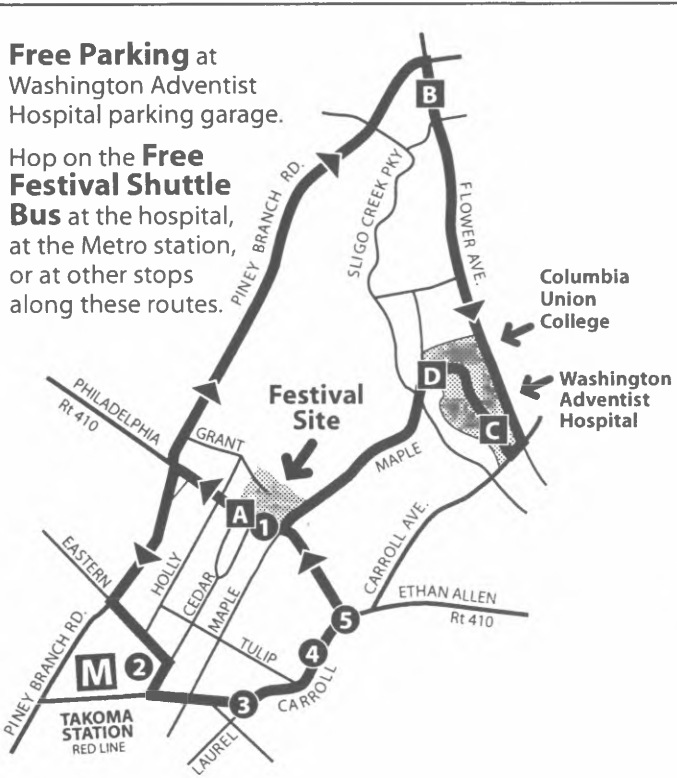 Free Parking at
Washington Adventist
Hospital parking garage.
Hop on the Free
Festival Shuttle
Bus at the hospital,
at the Metro station,
or at other stops
along these routes.
B
PINEY BRANCH RD.
SLIGO CREEK PKY
FLOWER AVE.
Columbia
Union
College
Washington
Adventist
Hospital
D
C
PHILADELPHIA
Rt 410
GRANT
Festival
Site
MAPLE
A
1
CARROLL AVE.
EASTERN
HOLLY
CEDAR
MAPLE
TULIP
ETHAN ALLEN
Rt 410
5
4
CARROLL
PINEY BRANCH RD.
M
2
3
TAKOMA
STATION
RED LINE
LAUREL